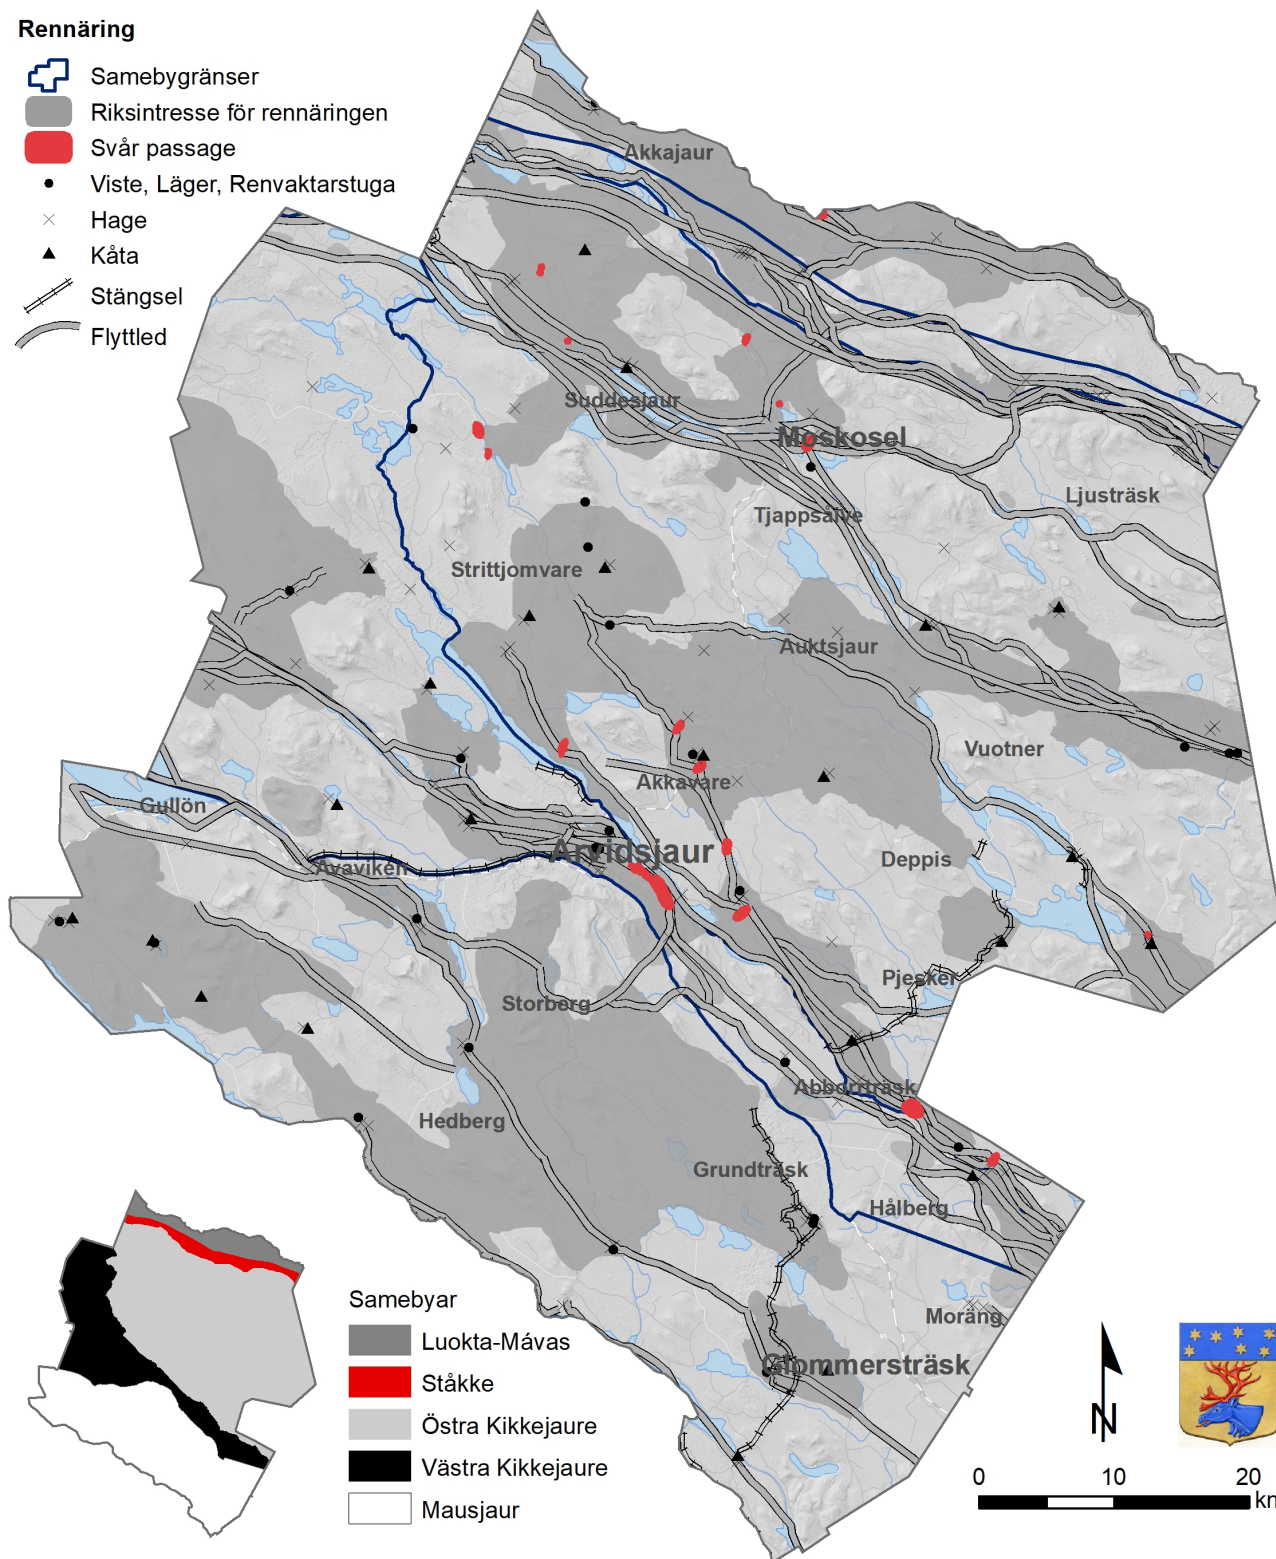 Rennäring
Samebygränser
Riksintresse för rennäringen
Svår passage
Viste, Läger, Renvaktarstuga
Hage
Kåta
Stängsel
Flyttled
Akkajaur
Suddesjaur
Moskosel
Ljusträsk
Tjappsåive
Strittjomvare
Auktsjaur
Vuotner
Akkavare
Gullön
Arvidsjaur
Deppis
Avaviken
Pjesker
Storberg
Abborrträsk
Hedberg
Grundträsk
Hålberg
Moräng
Glommersträsk
Samebyar
Luokta-Mávas
Ståkke
Östra Kikkejaure
Västra Kikkejaure
Mausjaur
N
0 10 20
km